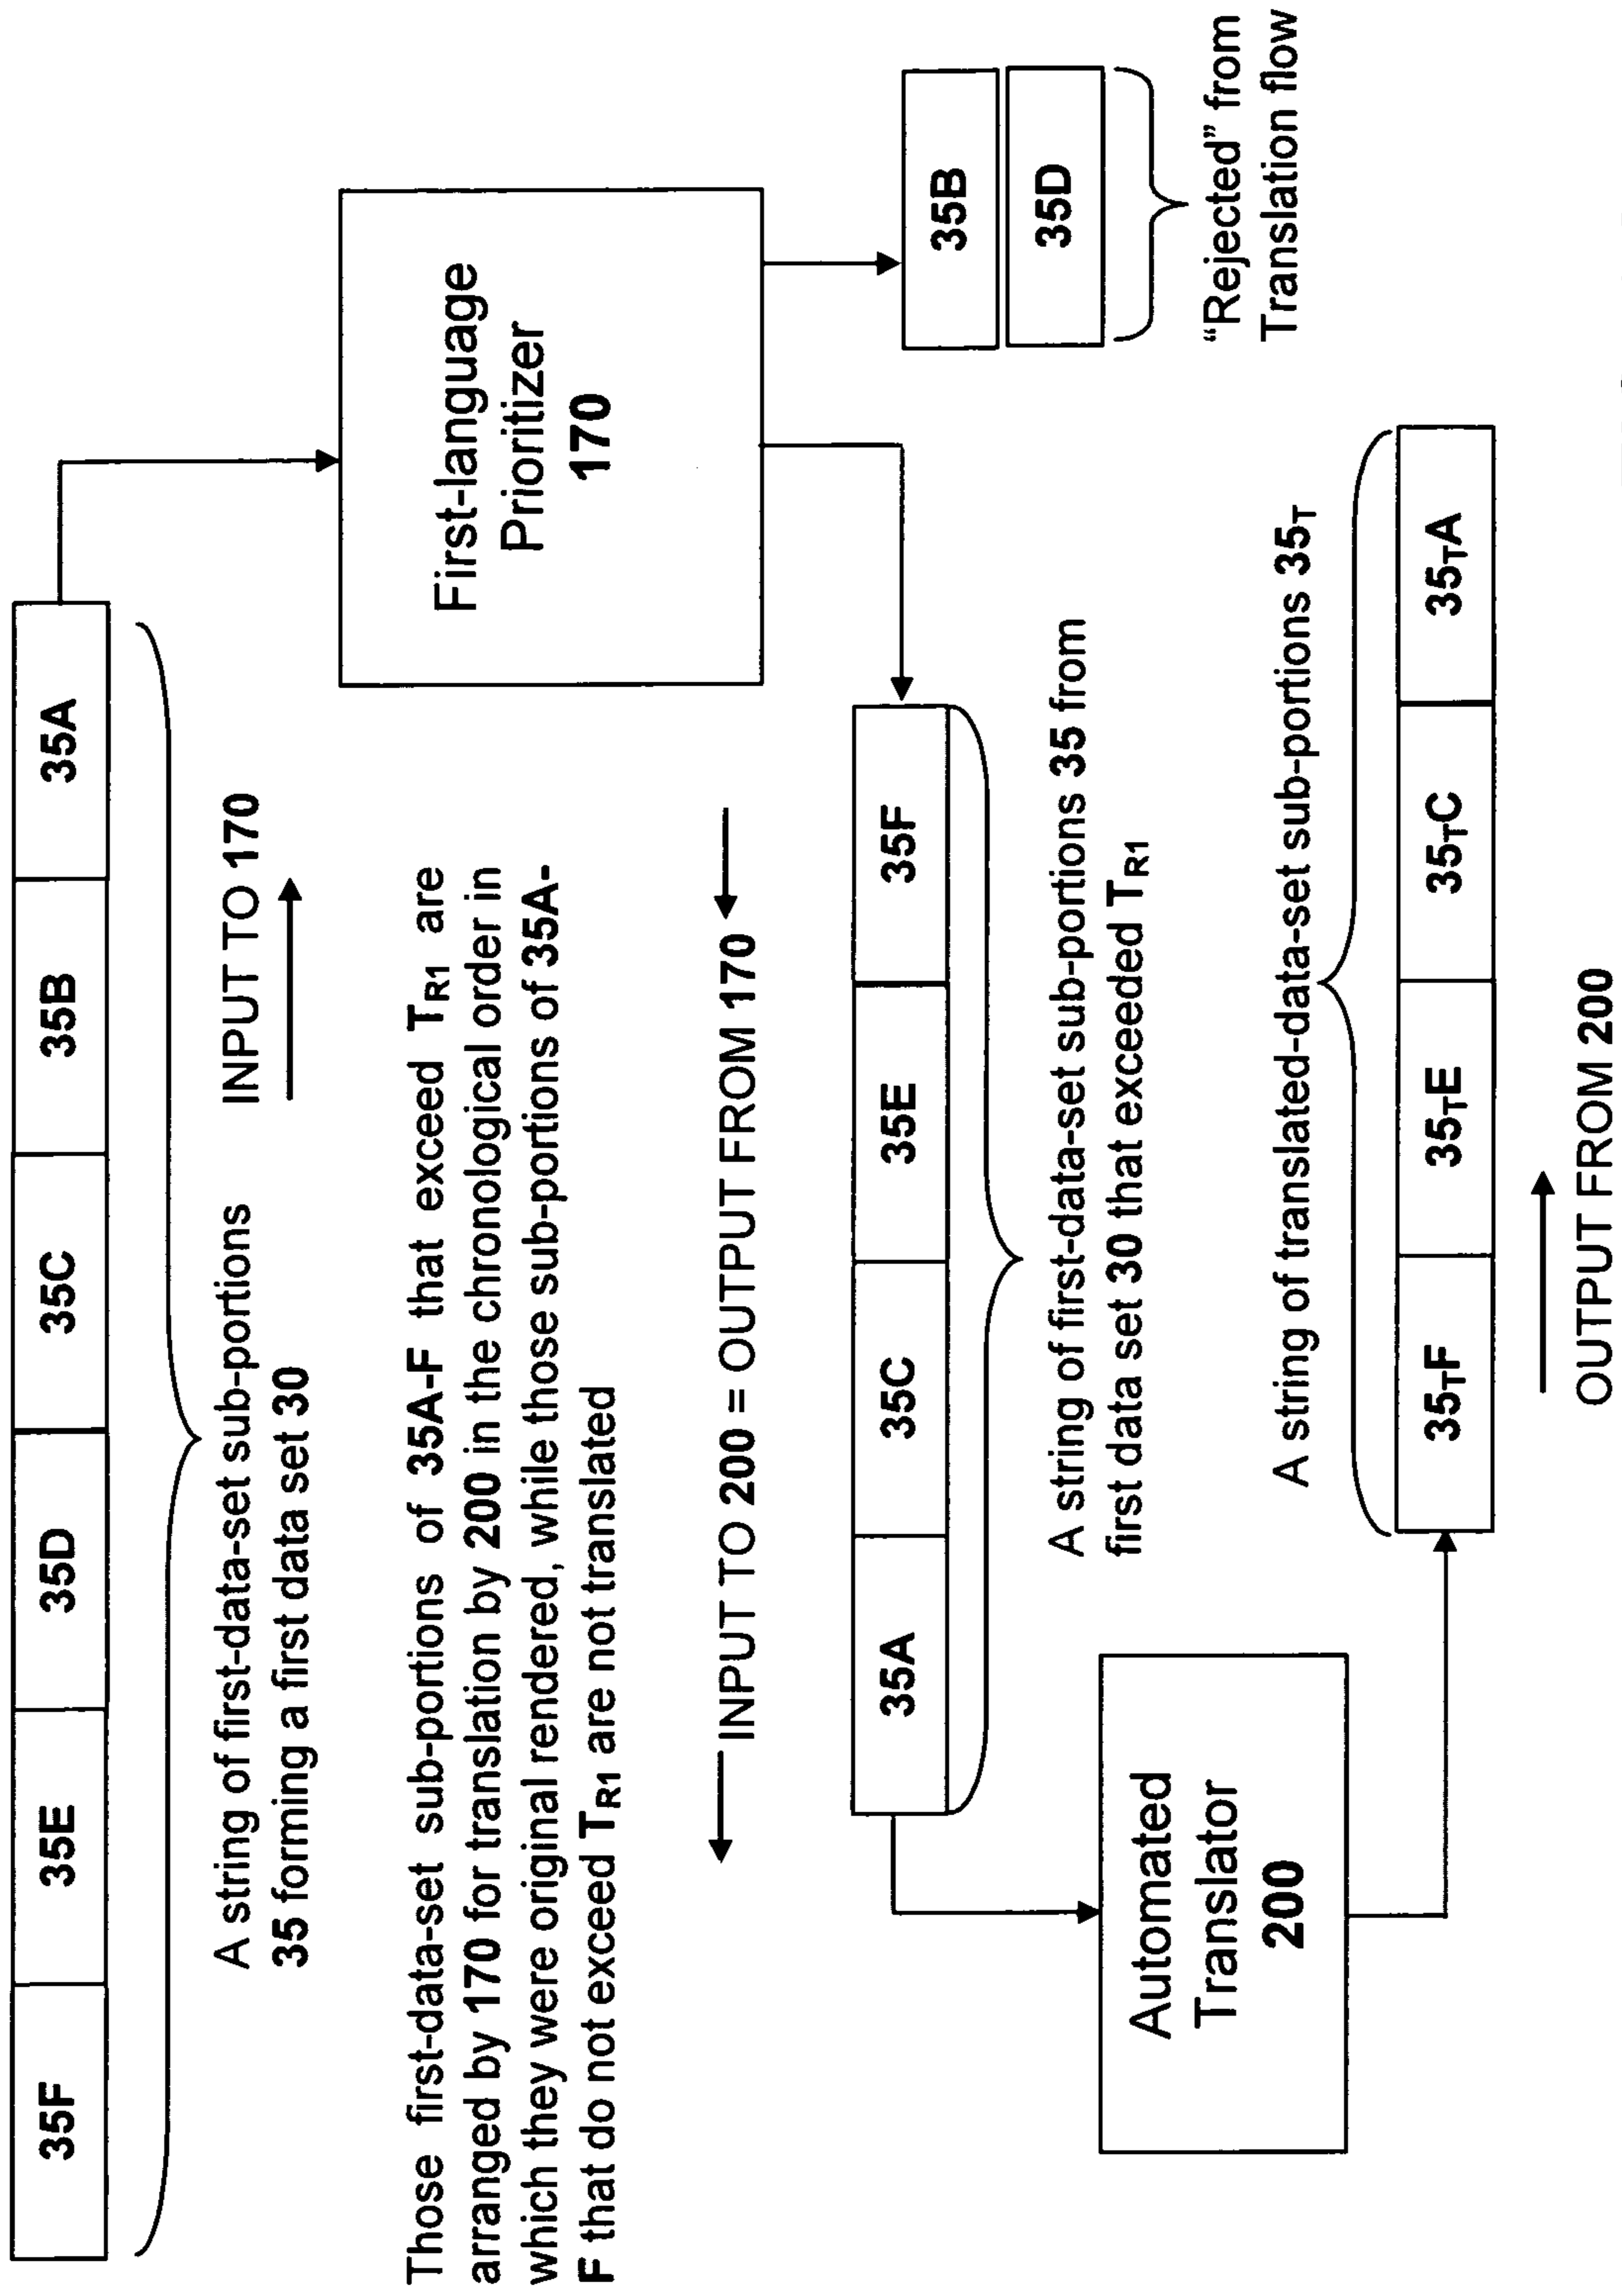 35F 35E 35D 35C 35B 35A
A string of first-data-set sub-portions
35 forming a first data set 30
INPUT TO 170
First-language
Prioritizer
170
Those first-data-set sub-portions of 35A-F that exceed TR1 are
arranged by 170 for translation by 200 in the chronological order in
which they were original rendered, while those sub-portions of 35A-
F that do not exceed TR1 are not translated
INPUT TO 200 = OUTPUT FROM 170
35A 35C 35E 35F
35B
35D
"Rejected" from
Translation flow
A string of first-data-set sub-portions 35 from
first data set 30 that exceeded TR1
Automated
Translator
200
A string of translated-data-set sub-portions 35T
35TF 35TE 35TC 35TA
OUTPUT FROM 200